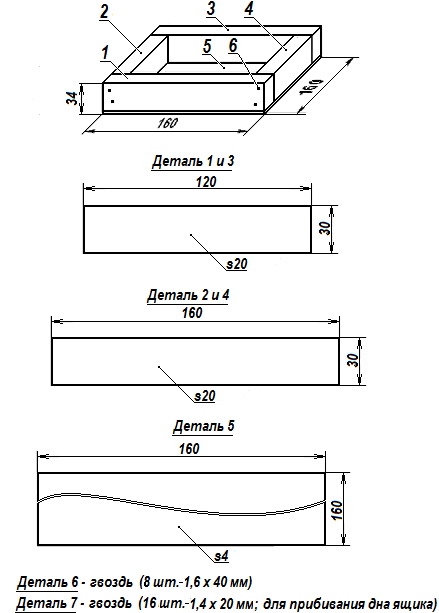 3
2
4
1
5
6
34
160
160
Деталь 1 и 3
120
30
s20
Деталь 2 и 4
160
30
s20
Деталь 5
160
160
s4
Деталь 6 - гвоздь (8 шт.-1,6 х 40 мм)
Деталь 7 - гвоздь (16 шт.-1,4 х 20 мм; для прибивания дна ящика)